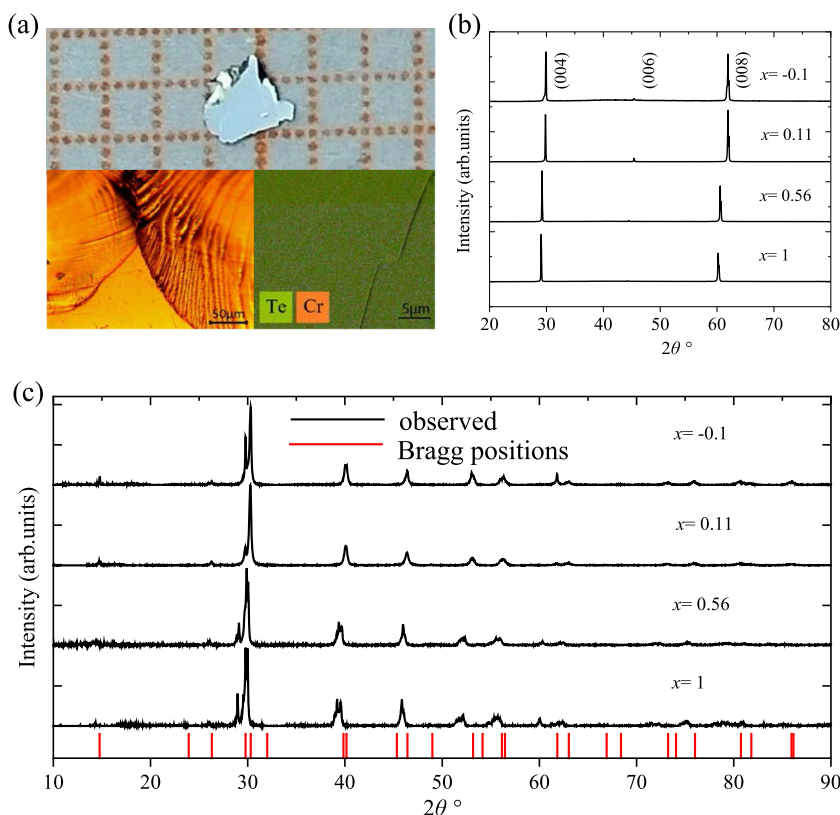 (a)
50μm
Te
Cr
5μm
(b)
(004)
(006)
(008)
x= -0.1
x= 0.11
x= 0.56
x= 1
Intensity (arb.units)
20 30 40 50 60 70 80
2θ °
(c)
observed
Bragg positions
x= -0.1
x= 0.11
x= 0.56
x= 1
Intensity (arb.units)
10 20 30 40 50 60 70 80 90
2θ °